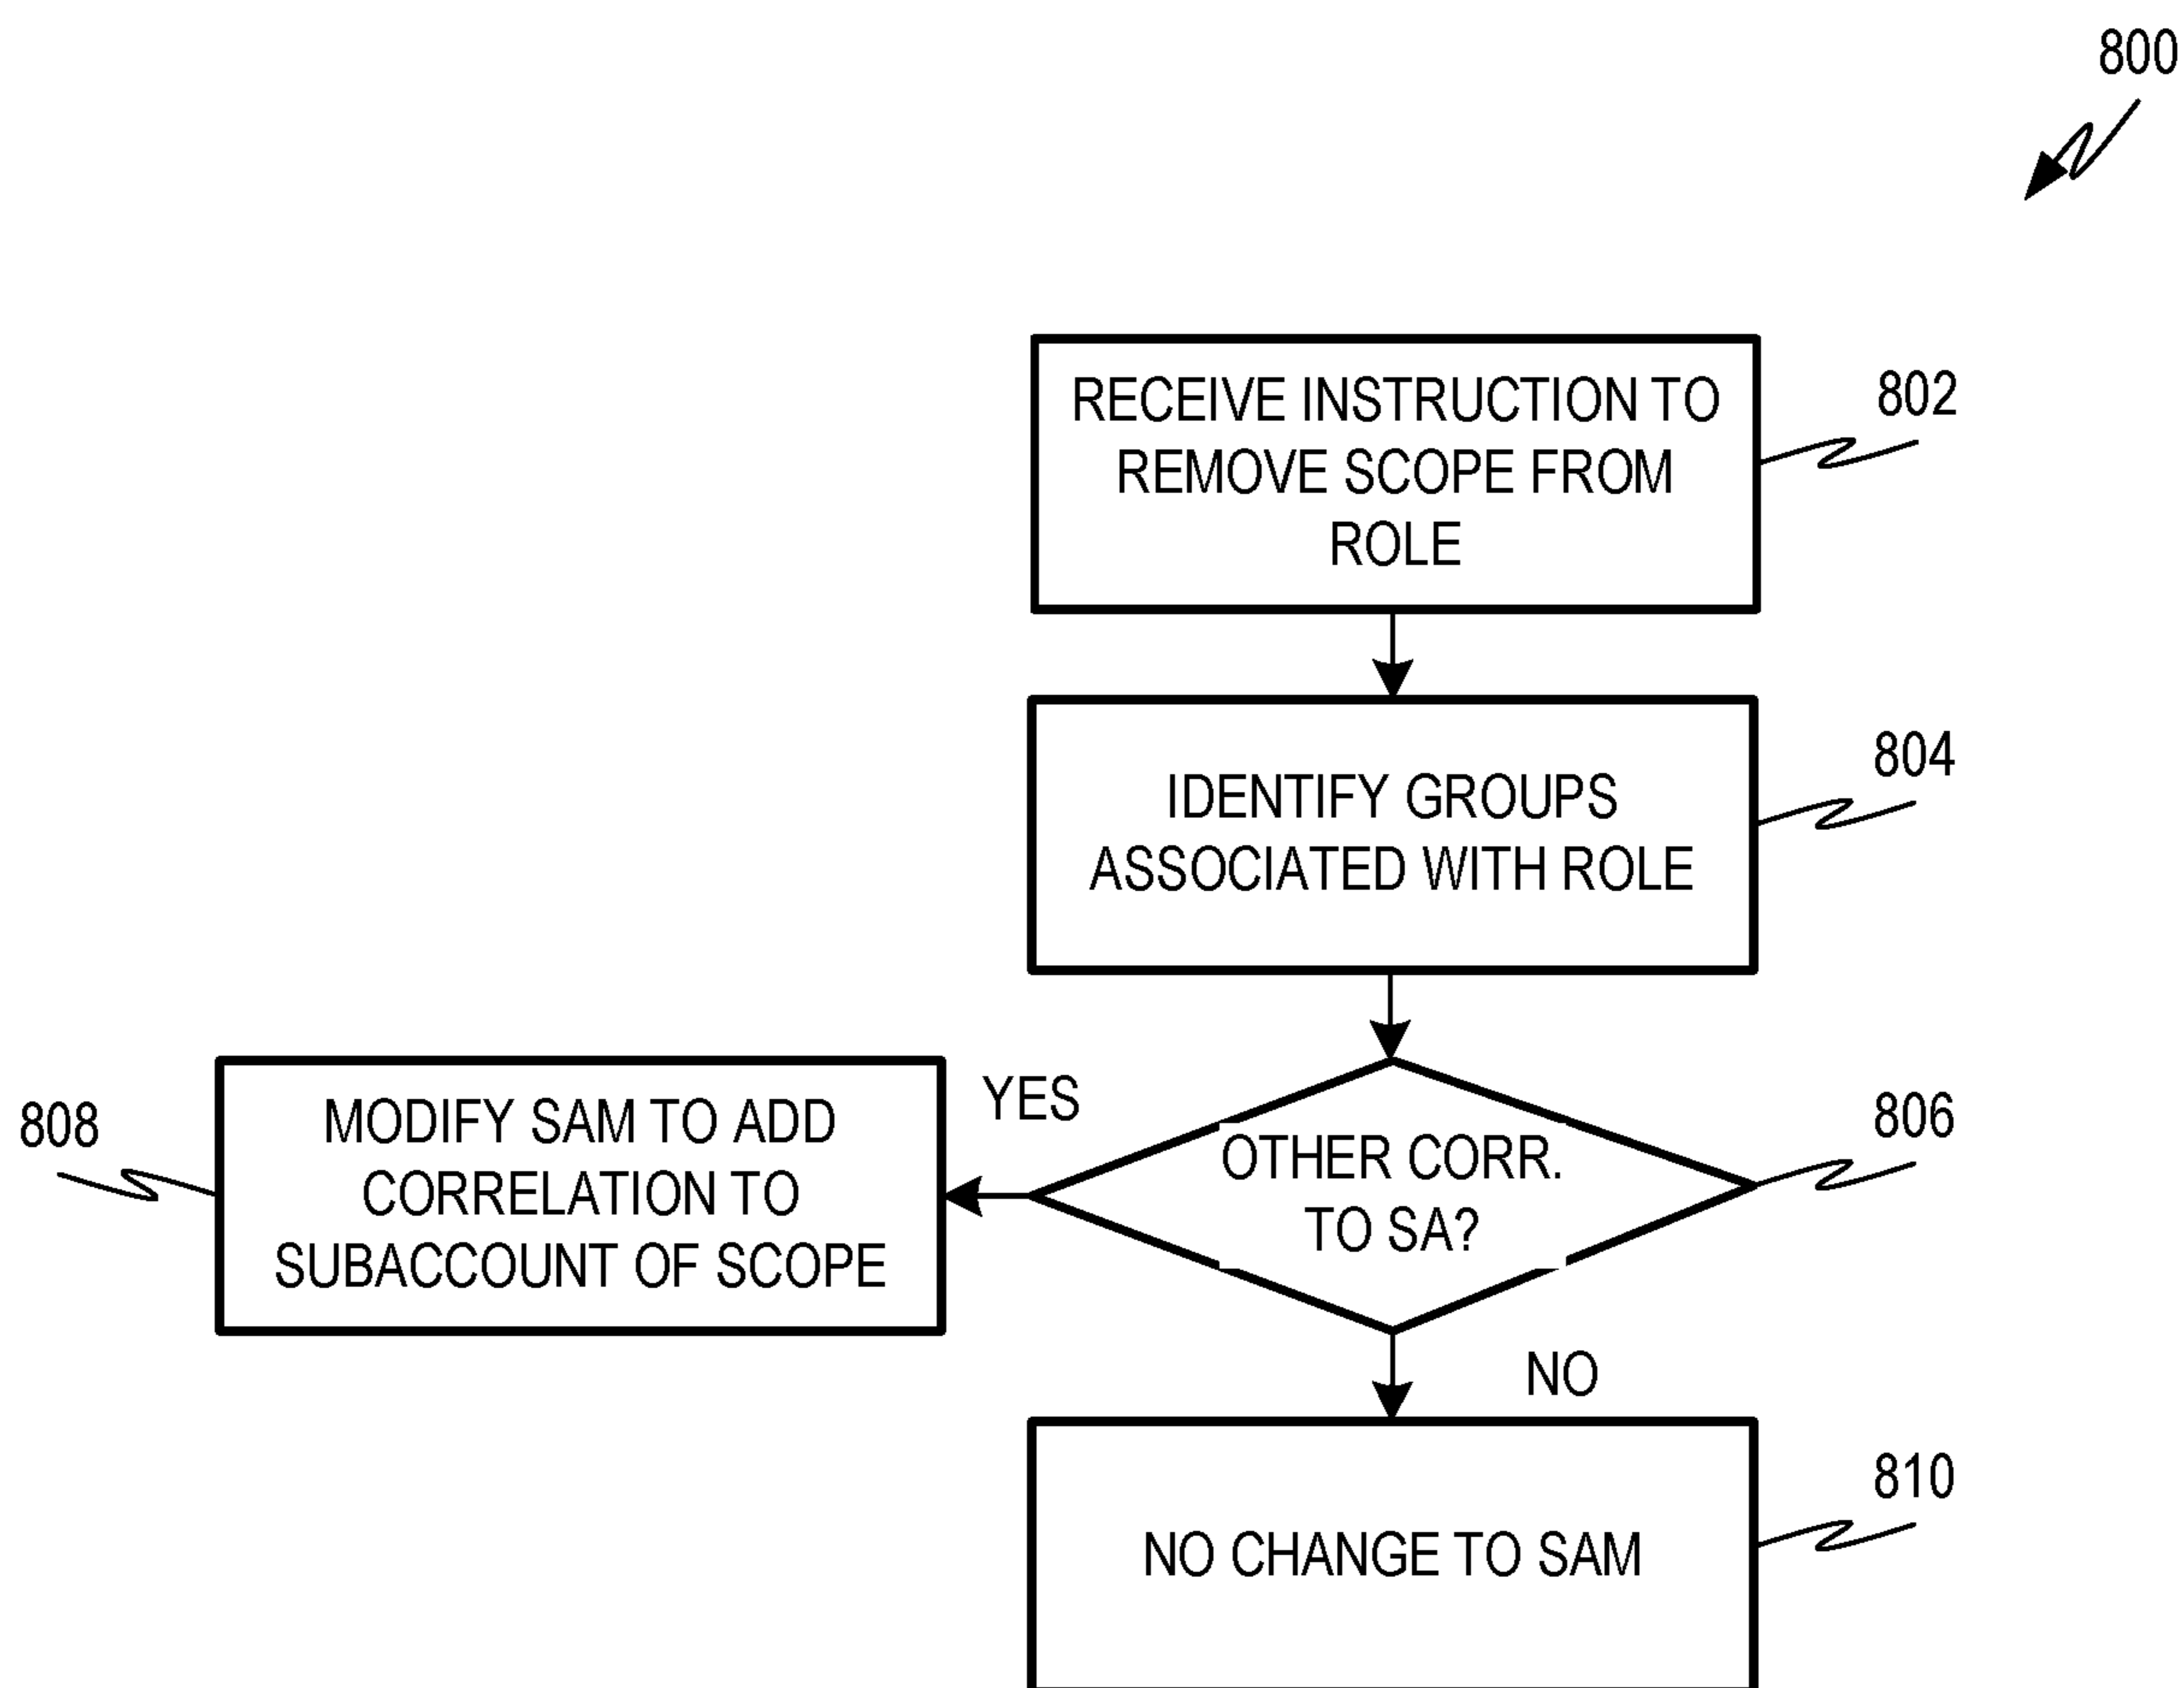 800
RECEIVE INSTRUCTION TO
REMOVE SCOPE FROM
ROLE
802
IDENTIFY GROUPS
ASSOCIATED WITH ROLE
804
OTHER CORR.
TO SA?
806
YES
MODIFY SAM TO ADD
CORRELATION TO
SUBACCOUNT OF SCOPE
808
NO
NO CHANGE TO SAM
810